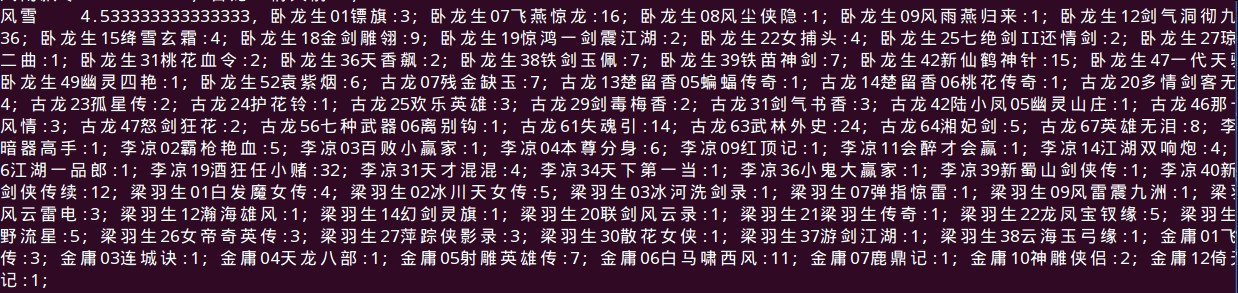 风雪    4.533333333333333, 卧龙生01镖旗:3; 卧龙生07飞燕惊龙:16; 卧龙生08风尘侠隐:1; 卧龙生09风雨燕归来:1; 卧龙生12剑气洞彻九
36; 卧龙生15绛雪玄霜:4; 卧龙生18金剑雕翎:9; 卧龙生19惊鸿一剑震江湖:2; 卧龙生22女捕头:4; 卧龙生25七绝剑II还情剑:2; 卧龙生27琼
二曲:1; 卧龙生31桃花血令:2; 卧龙生36天香飙:2; 卧龙生38铁剑玉佩:7; 卧龙生39铁苗神剑:7; 卧龙生42新仙鹤神针:15; 卧龙生47一代天骄
卧龙生49幽灵四艳:1; 卧龙生52袁紫烟:6; 古龙07残金缺玉:7; 古龙13楚留香05蝙蝠传奇:1; 古龙14楚留香06桃花传奇:1; 古龙20多情剑客无
4; 古龙23孤星传:2; 古龙24护花铃:1; 古龙25欢乐英雄:3; 古龙29剑毒梅香:2; 古龙31剑气书香:3; 古龙42陆小凤05幽灵山庄:1; 古龙46那一
风情:3; 古龙47怒剑狂花:2; 古龙56七种武器06离别钩:1; 古龙61失魂引:14; 古龙63武林外史:24; 古龙64湘妃剑:5; 古龙67英雄无泪:8; 李
暗器高手:1; 李凉02霸枪艳血:5; 李凉03百败小赢家:1; 李凉04本尊分身:6; 李凉09红顶记:1; 李凉11会醉才会赢:1; 李凉14江湖双响炮:4;
6江湖一品郎:1; 李凉19酒狂任小赌:32; 李凉31天才混混:4; 李凉34天下第一当:1; 李凉36小鬼大赢家:1; 李凉39新蜀山剑侠传:1; 李凉40新
剑侠传续:12; 梁羽生01白发魔女传:4; 梁羽生02冰川天女传:5; 梁羽生03冰河洗剑录:1; 梁羽生07弹指惊雷:1; 梁羽生09风雷震九洲:1; 梁羽
风云雷电:3; 梁羽生12瀚海雄风:1; 梁羽生14幻剑灵旗:1; 梁羽生20联剑风云录:1; 梁羽生21梁羽生传奇:1; 梁羽生22龙凤宝钗缘:5; 梁羽生
野流星:5; 梁羽生26女帝奇英传:3; 梁羽生27萍踪侠影录:3; 梁羽生30散花女侠:1; 梁羽生37游剑江湖:1; 梁羽生38云海玉弓缘:1; 金庸01飞
传:3; 金庸03连城诀:1; 金庸04天龙八部:1; 金庸05射雕英雄传:7; 金庸06白马啸西风:11; 金庸07鹿鼎记:1; 金庸10神雕侠侣:2; 金庸12倚天
记:1;